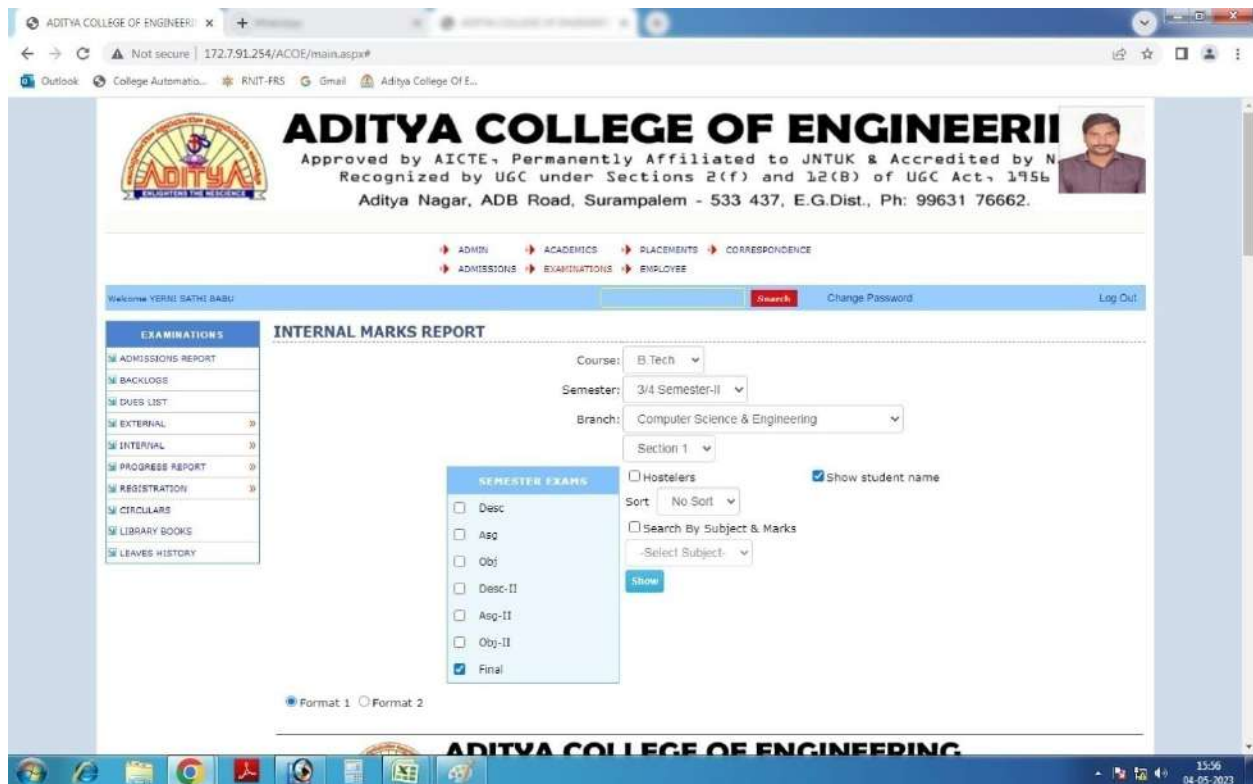 ADITYA COLLEGE OF ENGINEERI
Not secure | 172.7.91.254/ACOE/main.aspx#
Outlook College Automatio... RNIT-FRS Gmail Aditya College Of E...
ADITYA
ENLIGHTENS THE NESCIENCE
ADITYA COLLEGE OF ENGINEERI
Approved by AICTE, Permanently Affiliated to JNTUK & Accredited by N
Recognized by UGC under Sections 2(f) and 12(B) of UGC Act, 1956
Aditya Nagar, ADB Road, Surampalem - 533 437, E.G.Dist., Ph: 99631 76662.
ADMIN ACADEMICS PLACEMENTS CORRESPONDENCE
ADMISSIONS EXAMINATIONS EMPLOYEE
Welcome YERNI SATHI BABU Search Change Password Log Out
EXAMINATIONS
ADMISSIONS REPORT
BACKLOGS
DUES LIST
EXTERNAL »
INTERNAL »
PROGRESS REPORT »
REGISTRATION »
CIRCULARS
LIBRARY BOOKS
LEAVES HISTORY
INTERNAL MARKS REPORT
Course: B.Tech
Semester: 3/4 Semester-II
Branch: Computer Science & Engineering
Section 1
SEMESTER EXAMS
Desc
Asg
Obj
Desc-II
Asg-II
Obj-II
Final
Hostelers Show student name
Sort No Sort
Search By Subject & Marks
-Select Subject-
Show
Format 1 Format 2
ADITYA COLLEGE OF ENGINEERING
15:56
04-05-2023